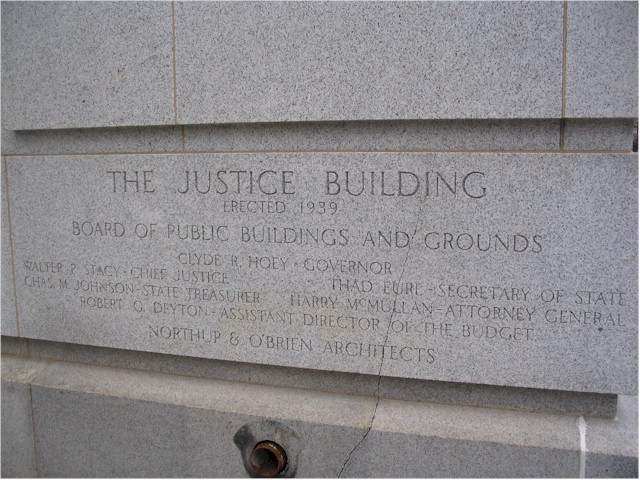 THE JUSTICE BUILDING
ERECTED 1939
BOARD OF PUBLIC BUILDINGS AND GROUNDS
CLYDE R. HOEY - GOVERNOR
WALTER P. STACY - CHIEF JUSTICE THAD EURE - SECRETARY OF STATE
CHAS. M. JOHNSON - STATE TREASURER HARRY MCMULLAN - ATTORNEY GENERAL
ROBERT G. DEYTON - ASSISTANT DIRECTOR OF THE BUDGET
NORTHUP & O'BRIEN ARCHITECTS